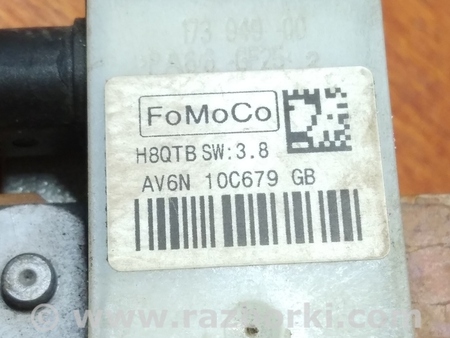 173 949 00
FoMoCo
H8QTB SW:3.8
AV6N 10C679 GB
www.razborki.com